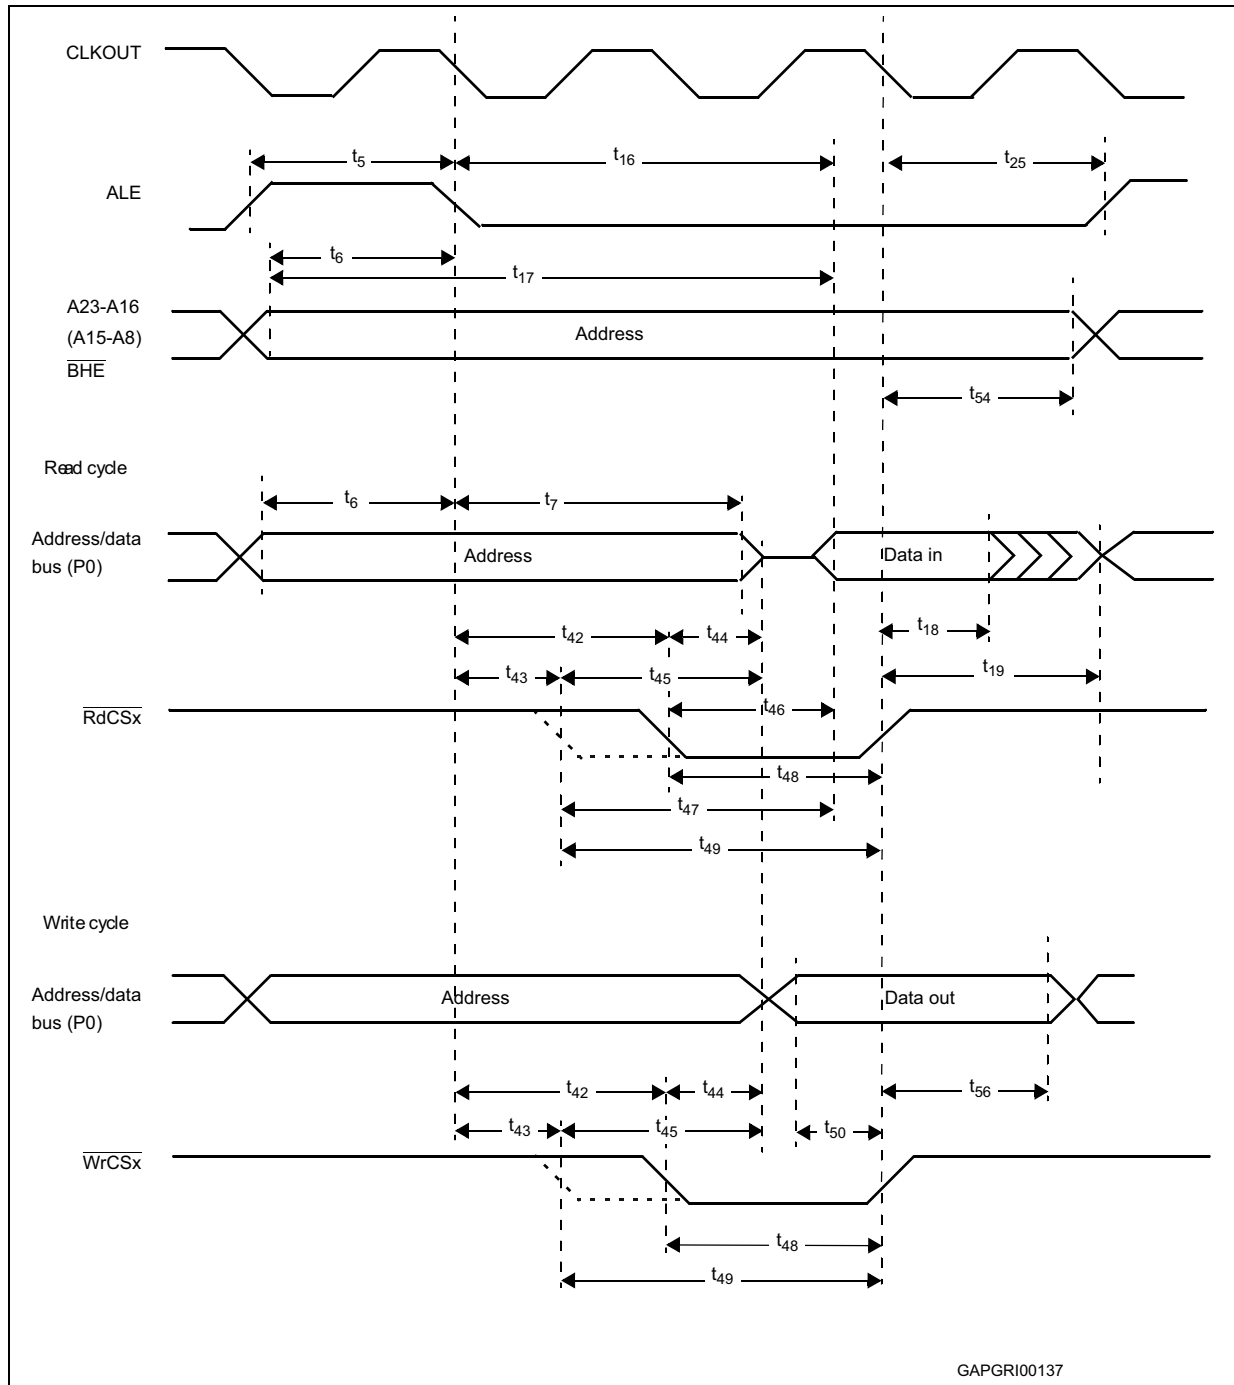 CLKOUT
t5
t16
t25
ALE
t6
t17
A23-A16
(A15-A8)
BHE
Address
t54
Read cycle
t6
t7
Address/data
bus (P0)
Address
Data in
t42
t44
t18
t43
t45
t19
RdCSx
t46
t48
t47
t49
Write cycle
Address/data
bus (P0)
Address
Data out
t42
t44
t56
t43
t45
t50
WrCSx
t48
t49
GAPGRI00137